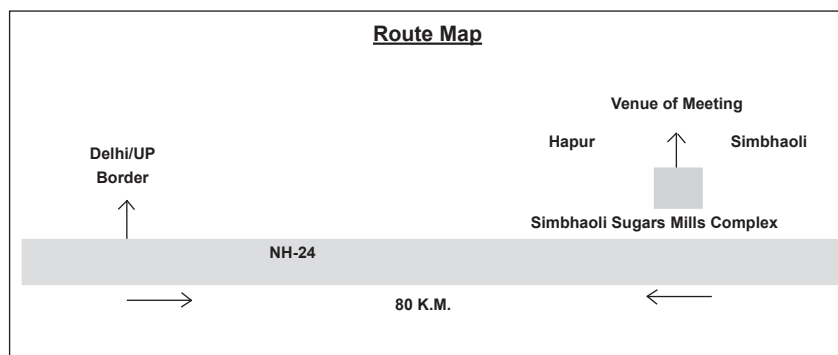 Route Map
Venue of Meeting
Hapur Simbhaoli
Delhi/UP
Border
Simbhaoli Sugars Mills Complex
NH-24
80 K.M.